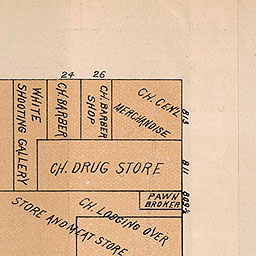 24 26
WHITE
SHOOTING GALLERY
CH. BARBER
CH. BARBER
SHOP
CH. GEN'L
MERCHANDISE
813
CH. DRUG STORE
811
PAWN
BROKER
809½
STORE AND MEAT STORE
CH. LODGING OVER